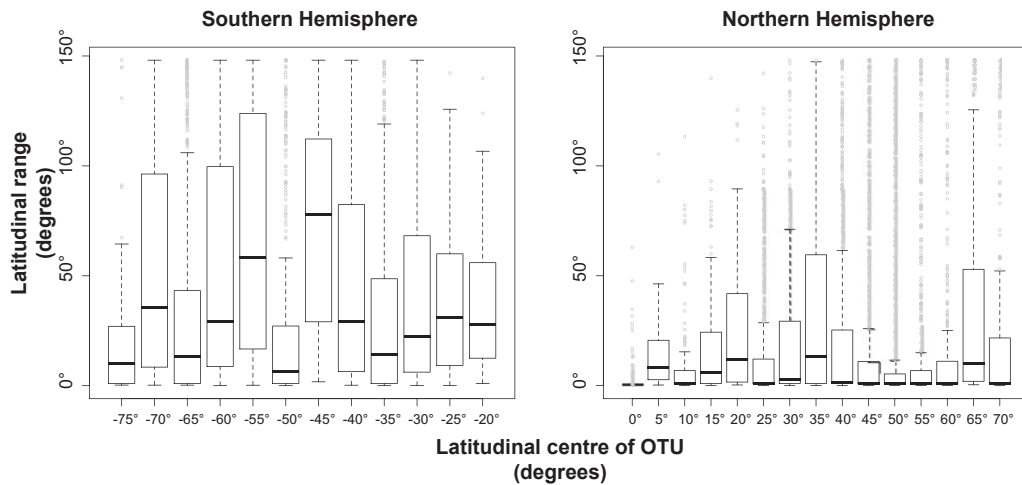 Southern Hemisphere
Northern Hemisphere
Latitudinal range
(degrees)
150°
100°
50°
0°
-75° -70° -65° -60° -55° -50° -45° -40° -35° -30° -25° -20°
150°
100°
50°
0°
0° 5° 10° 15° 20° 25° 30° 35° 40° 45° 50° 55° 60° 65° 70°
Latitudinal centre of OTU
(degrees)